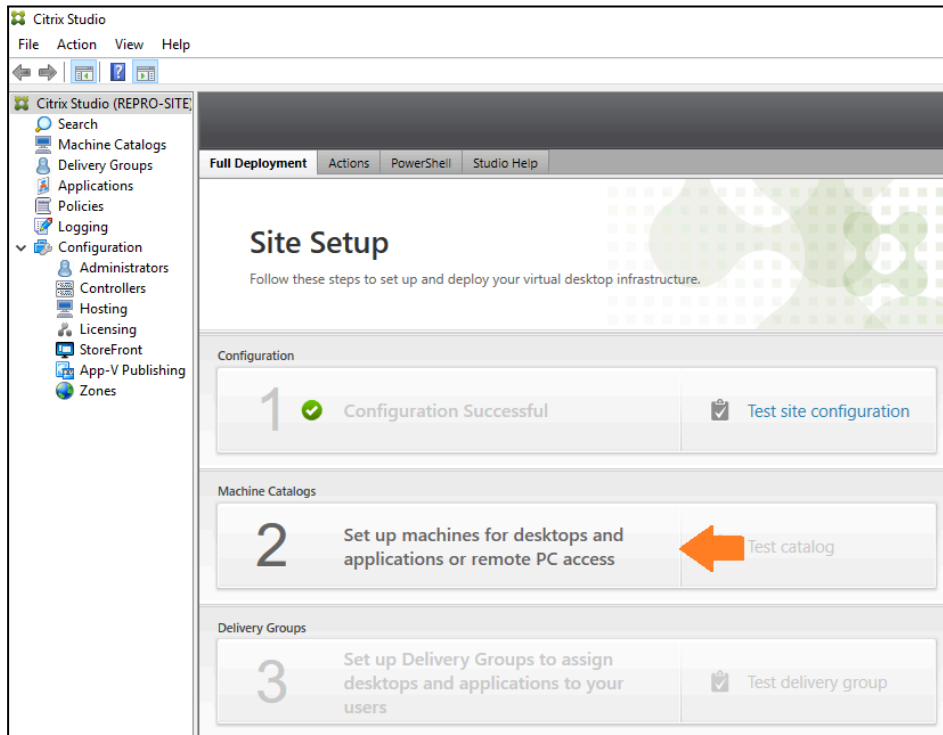 Citrix Studio
File Action View Help
Citrix Studio (REPRO-SITE)
Search
Machine Catalogs
Delivery Groups
Applications
Policies
Logging
Configuration
Administrators
Controllers
Hosting
Licensing
StoreFront
App-V Publishing
Zones
Full Deployment Actions PowerShell Studio Help
Site Setup
Follow these steps to set up and deploy your virtual desktop infrastructure.
Configuration
1 Configuration Successful Test site configuration
Machine Catalogs
2 Set up machines for desktops and
applications or remote PC access
Test catalog
Delivery Groups
3 Set up Delivery Groups to assign
desktops and applications to your
users
Test delivery group